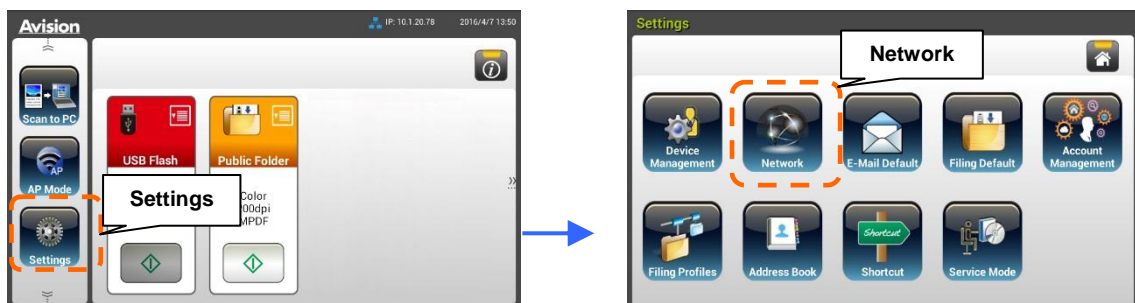 Avision
IP: 10.1.20.78
2016/4/7 13:50
Scan to PC
AP
AP Mode
Settings
USB Flash
Public Folder
Settings
Color
00dpi
MPDF
Settings
Network
Device
Management
Network
E-Mail Default
Filing Default
Account
Management
Filing Profiles
Address Book
Shortcut
Shortcut
Service Mode